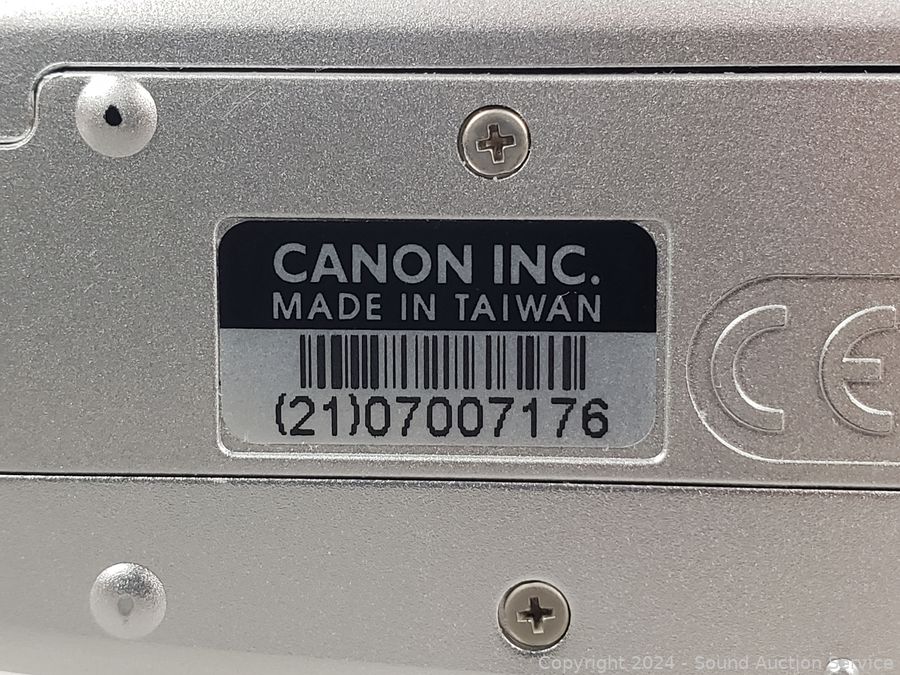 CANON INC.
MADE IN TAIWAN
(21)07007176
CE
Copyright 2024 - Sound Auction Service